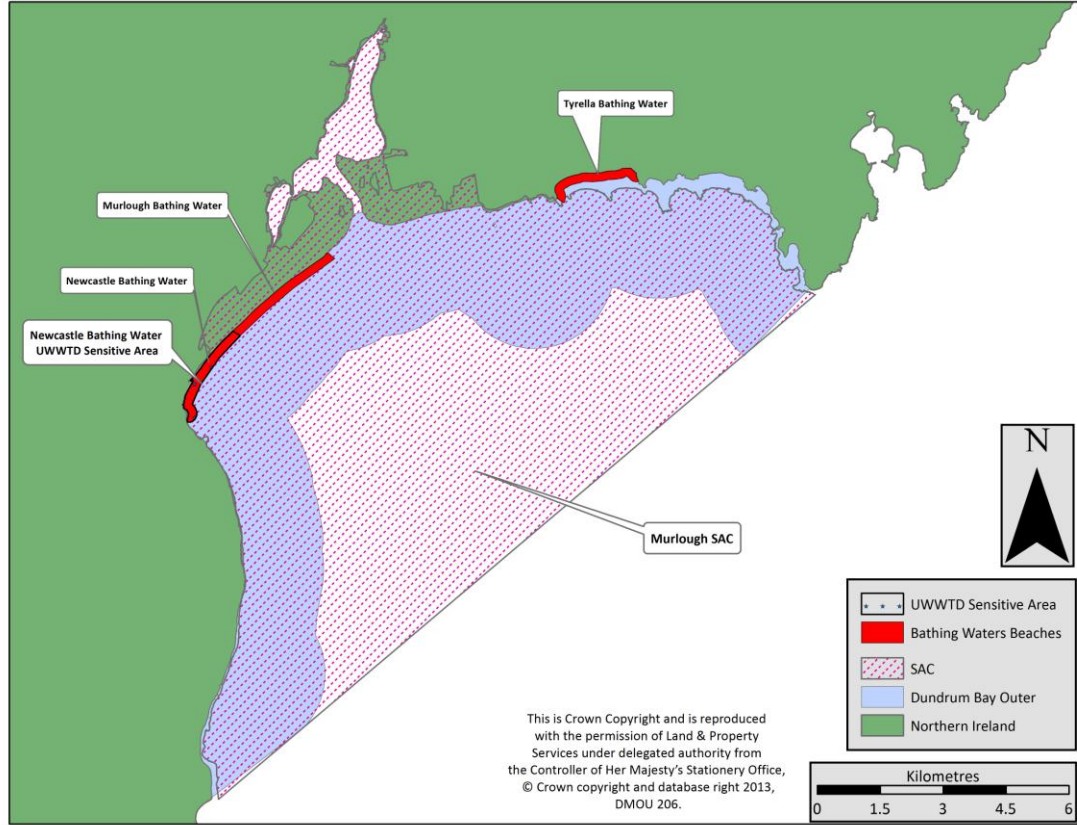 Tyrella Bathing Water
Murlough Bathing Water
Newcastle Bathing Water
Newcastle Bathing Water
UWWTD Sensitive Area
Murlough SAC
N
UWWTD Sensitive Area
Bathing Waters Beaches
SAC
Dundrum Bay Outer
Northern Ireland
This is Crown Copyright and is reproduced
with the permission of Land & Property
Services under delegated authority from
the Controller of Her Majesty's Stationery Office,
© Crown copyright and database right 2013,
DMOU 206.
Kilometres
0 1.5 3 4.5 6